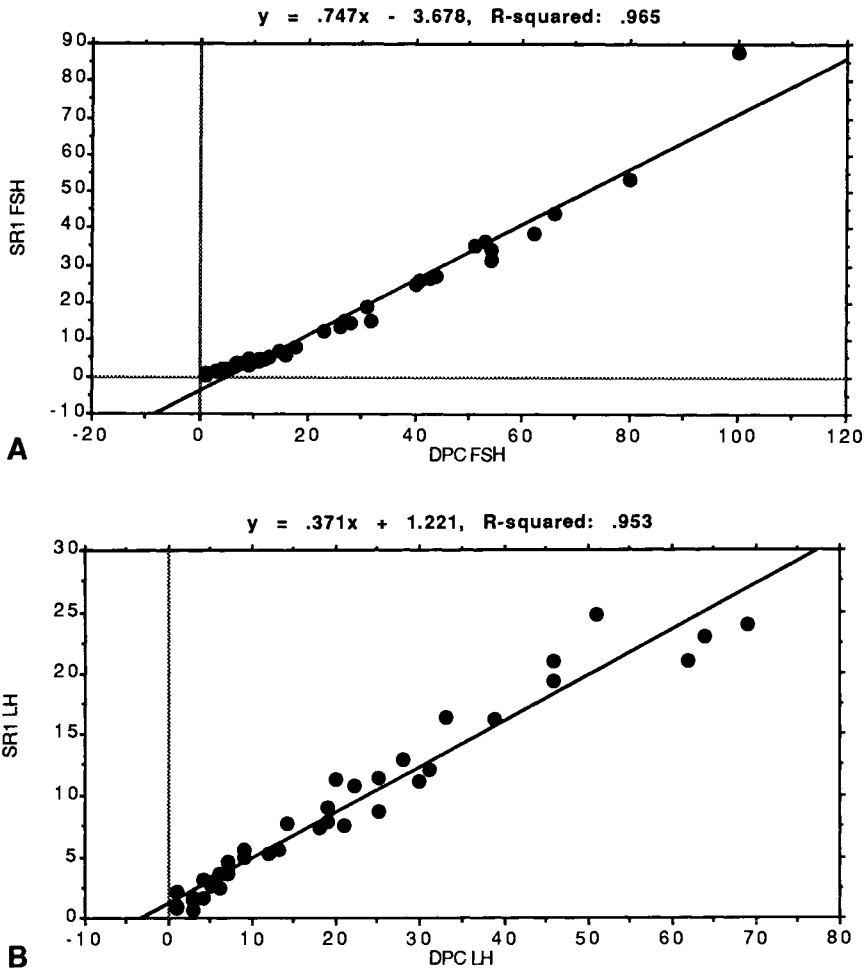 y = .747x - 3.678, R-squared: .965
90
80
70
60
50
40
30
20
10
0
-10
SR1 FSH
-20 0 20 40 60 80 100 120
DPC FSH
A
y = .371x + 1.221, R-squared: .953
30
25
20
15
10
5
0
SR1 LH
-10 0 10 20 30 40 50 60 70 80
DPC LH
B